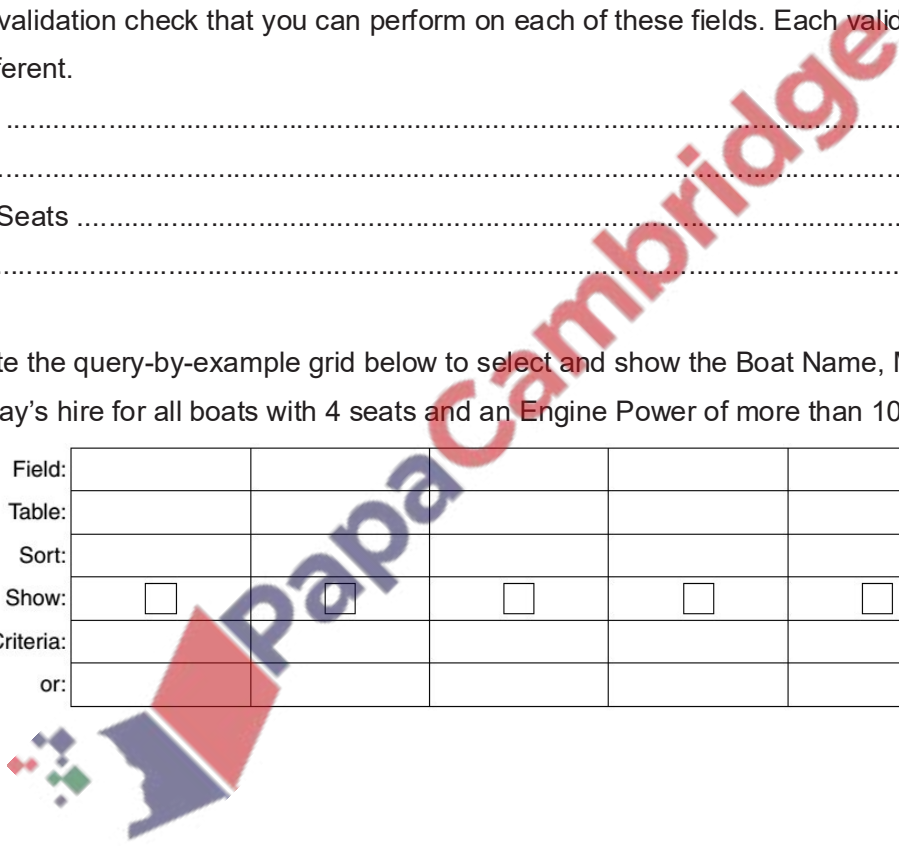 validation check that you can perform on each of these fields. Each valid
ferent.
Seats
te the query-by-example grid below to select and show the Boat Name, M
ay's hire for all boats with 4 seats and an Engine Power of more than 10
Field:
Table:
Sort:
Show:
Criteria:
or:
PapaCambridge